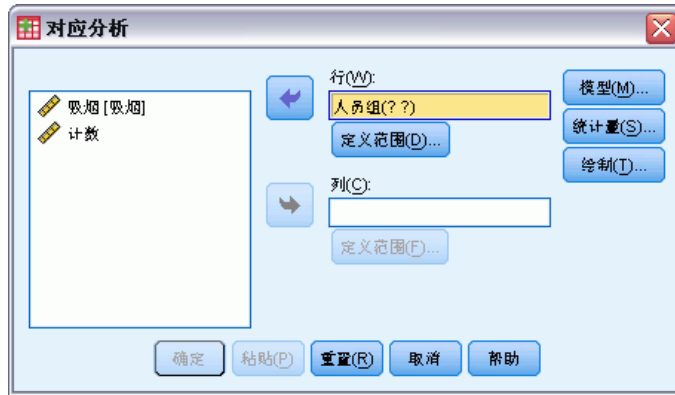 对应分析
吸烟 [吸烟]
计数
行(W):
人员组(? ?)
定义范围(D)...
列(C):
定义范围(F)...
模型(M)...
统计量(S)...
绘制(T)...
确定
粘贴(P)
重置(R)
取消
帮助